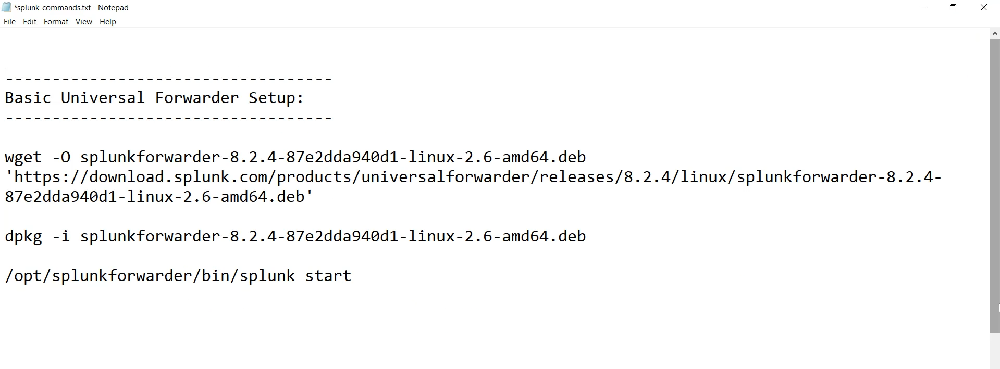 *splunk-commands.txt - Notepad
File Edit Format View Help
-----------------------------------
Basic Universal Forwarder Setup:
-----------------------------------
wget -O splunkforwarder-8.2.4-87e2dda940d1-linux-2.6-amd64.deb
'https://download.splunk.com/products/universalforwarder/releases/8.2.4/linux/splunkforwarder-8.2.4-
87e2dda940d1-linux-2.6-amd64.deb'
dpkg -i splunkforwarder-8.2.4-87e2dda940d1-linux-2.6-amd64.deb
/opt/splunkforwarder/bin/splunk start